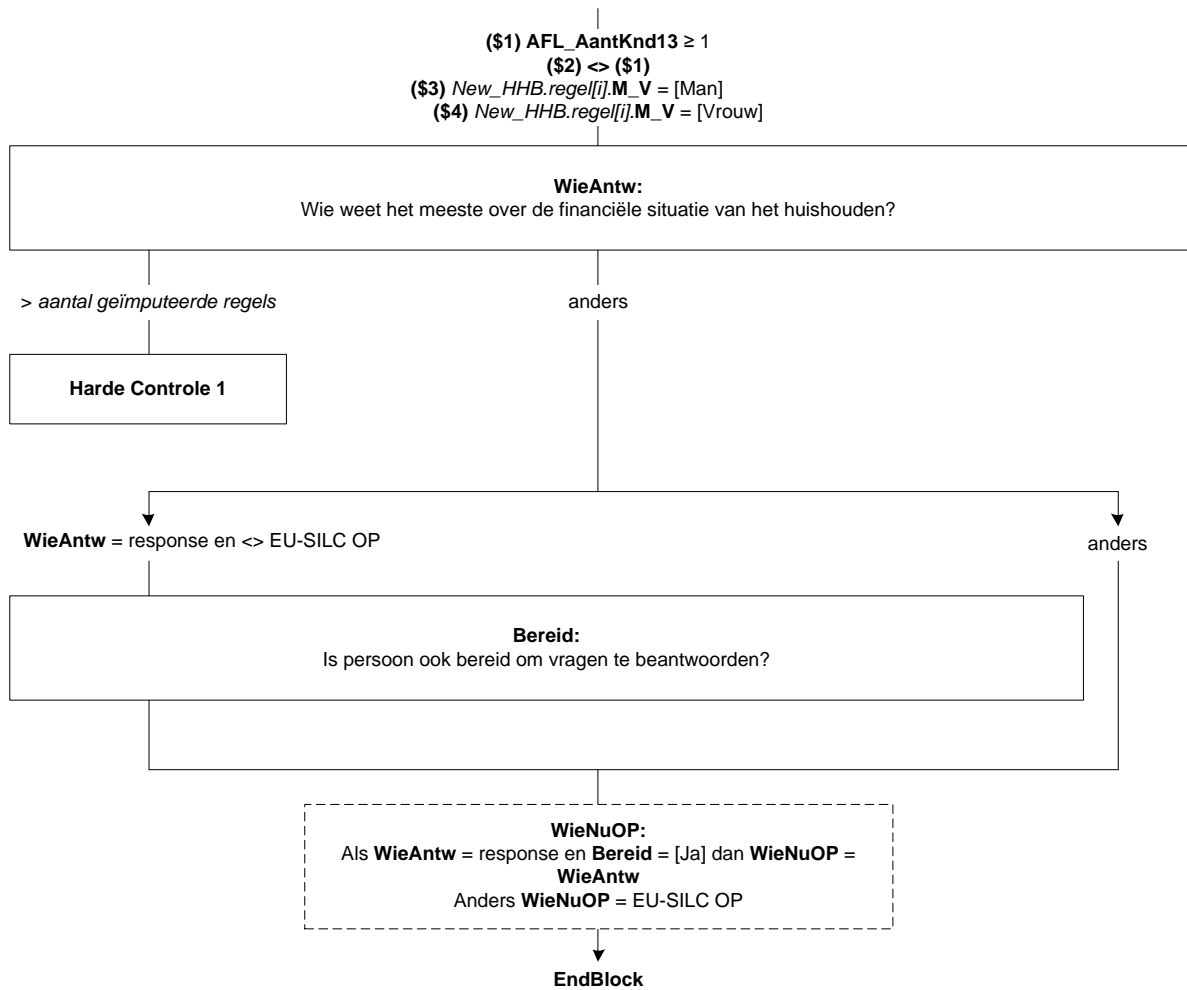 ($1) AFL_AantKnd13 ≥ 1
($2) <> ($1)
($3) New_HHB.regel[i].M_V = [Man]
($4) New_HHB.regel[i].M_V = [Vrouw]
WieAntw:
Wie weet het meeste over de financiële situatie van het huishouden?
> aantal geïmputeerde regels
anders
Harde Controle 1
WieAntw = response en <> EU-SILC OP
anders
Bereid:
Is persoon ook bereid om vragen te beantwoorden?
WieNuOP:
Als WieAntw = response en Bereid = [Ja] dan WieNuOP =
WieAntw
Anders WieNuOP = EU-SILC OP
EndBlock